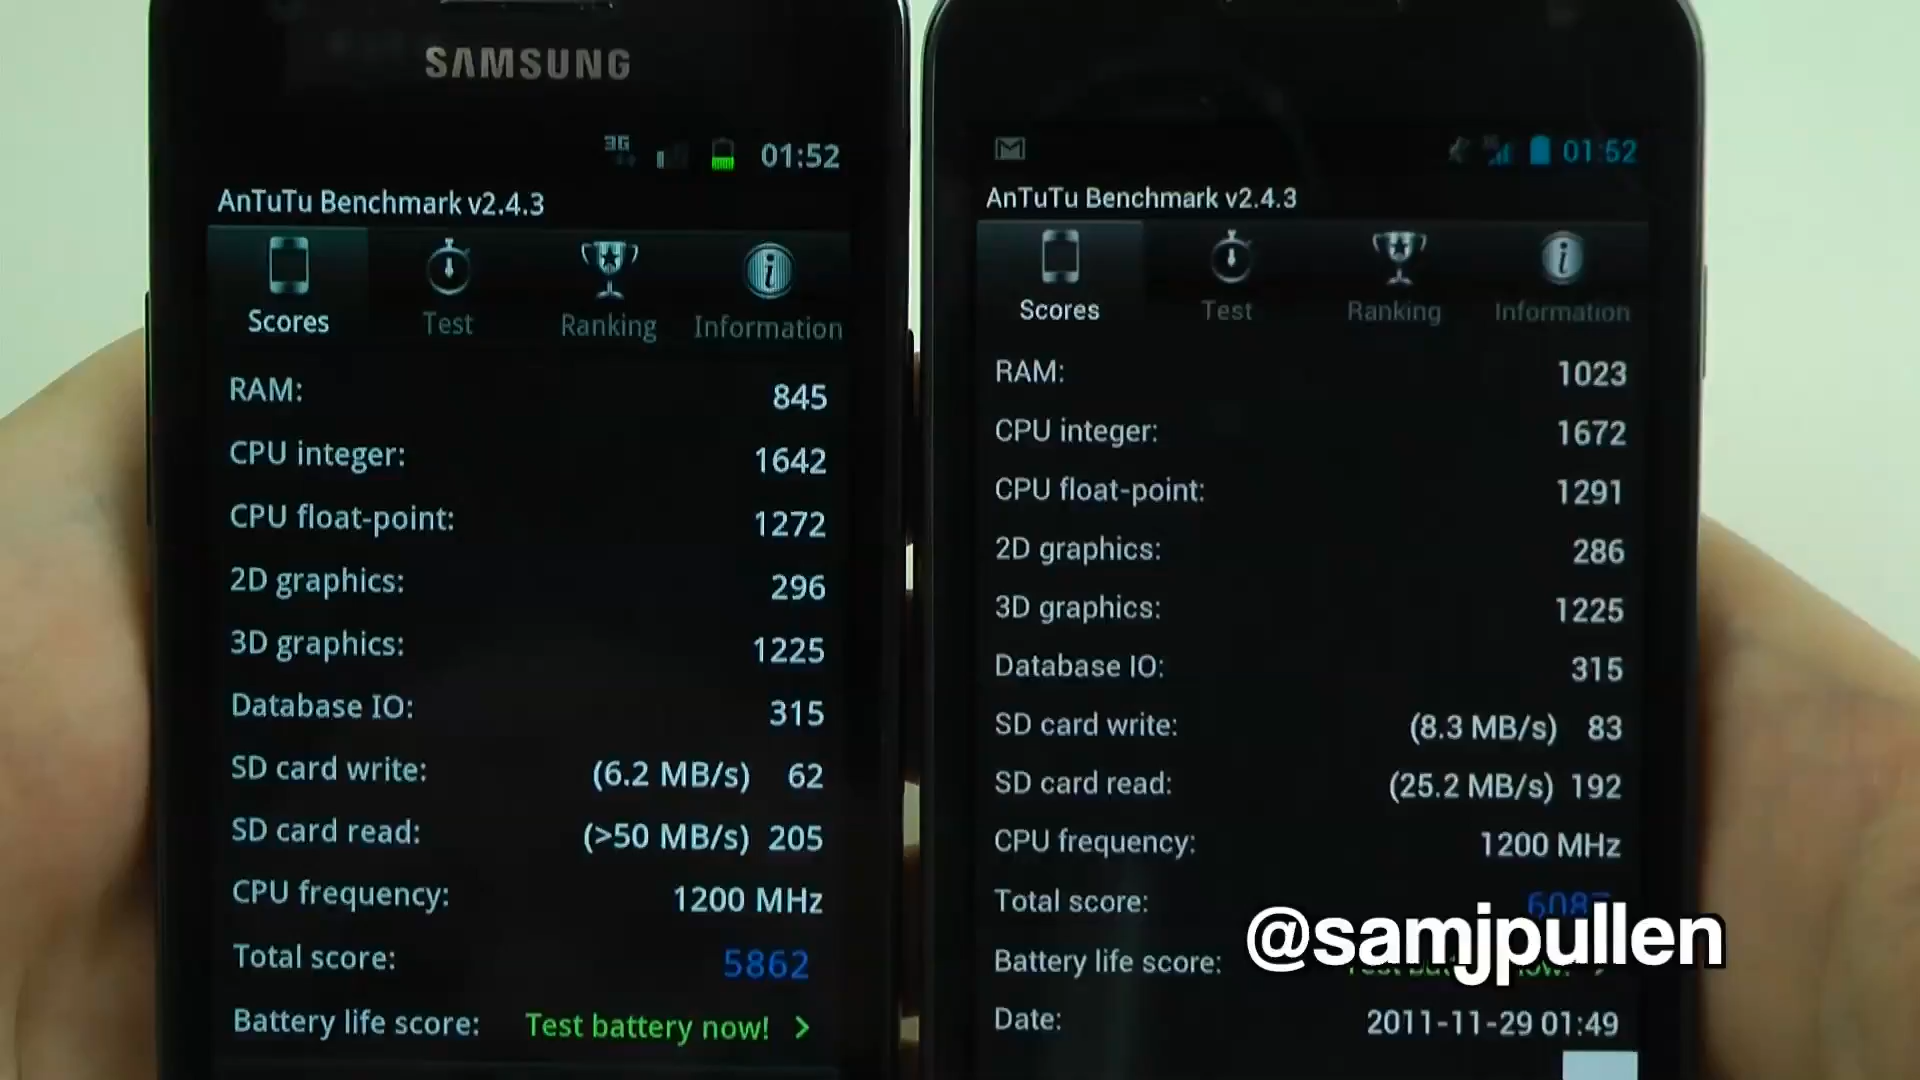 SAMSUNG
3G
01:52
AnTuTu Benchmark v2.4.3
Scores
Test
Ranking
Information
RAM: 845
CPU integer: 1642
CPU float-point: 1272
2D graphics: 296
3D graphics: 1225
Database IO: 315
SD card write: (6.2 MB/s) 62
SD card read: (>50 MB/s) 205
CPU frequency: 1200 MHz
Total score: 5862
Battery life score: Test battery now! >
01:52
AnTuTu Benchmark v2.4.3
Scores
Test
Ranking
Information
RAM: 1023
CPU integer: 1672
CPU float-point: 1291
2D graphics: 286
3D graphics: 1225
Database IO: 315
SD card write: (8.3 MB/s) 83
SD card read: (25.2 MB/s) 192
CPU frequency: 1200 MHz
Total score: 6087
@samjpullen
Battery life score:
Date: 2011-11-29 01:49